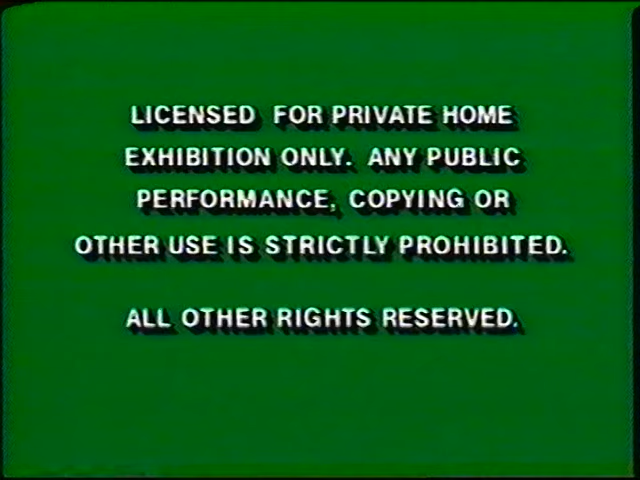 LICENSED FOR PRIVATE HOME
EXHIBITION ONLY. ANY PUBLIC
PERFORMANCE, COPYING OR
OTHER USE IS STRICTLY PROHIBITED.
ALL OTHER RIGHTS RESERVED.